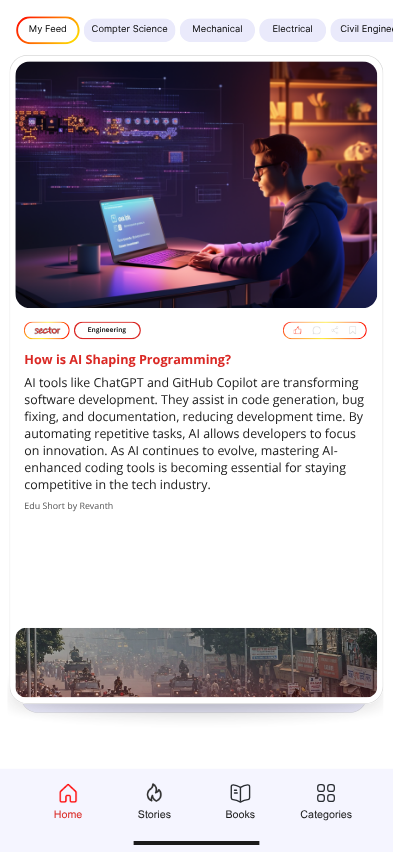 My Feed
Compter Science
Mechanical
Electrical
Civil Enginee
sector
Engineering
How is AI Shaping Programming?
AI tools like ChatGPT and GitHub Copilot are transforming
software development. They assist in code generation, bug
fixing, and documentation, reducing development time. By
automating repetitive tasks, AI allows developers to focus
on innovation. As AI continues to evolve, mastering AI-
enhanced coding tools is becoming essential for staying
competitive in the tech industry.
Edu Short by Revanth
Home
Stories
Books
Categories